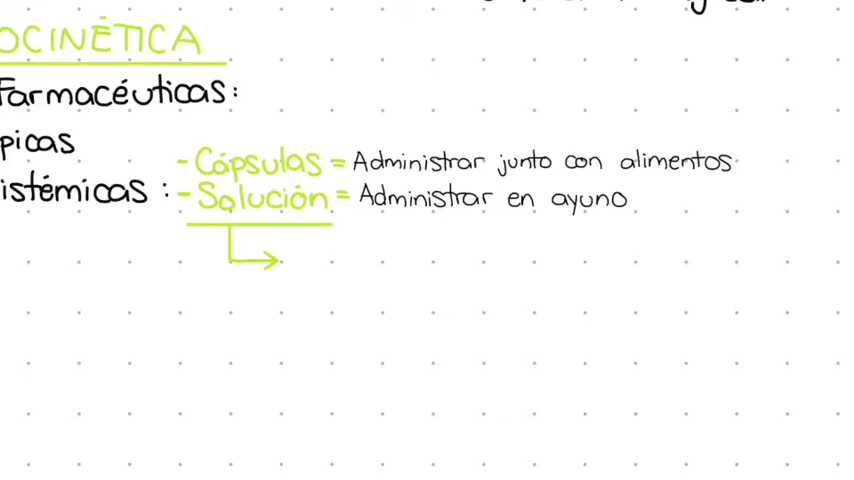 OCINÉTICA
Farmacéuticas:
picas
istémicas : - Cápsulas = Administrar junto con alimentos
- Solución = Administrar en ayuno